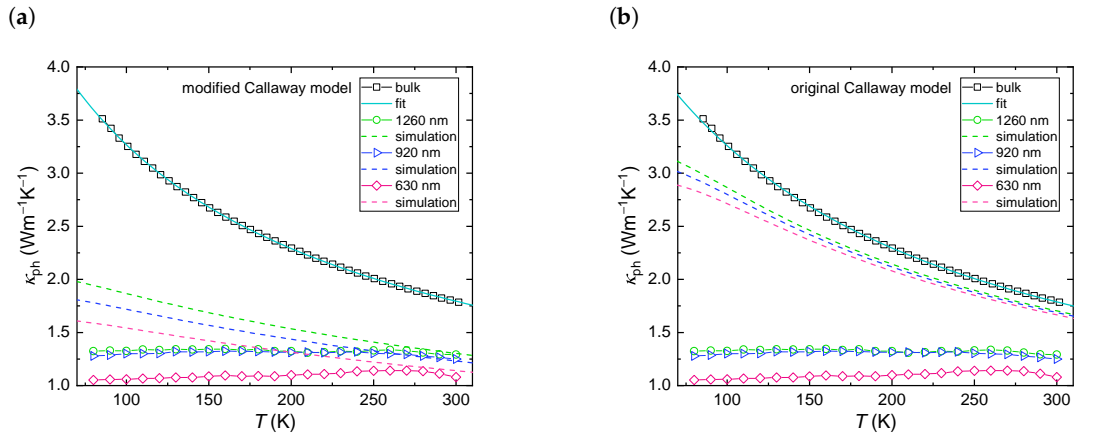 (a)
(b)
modified Callaway model
bulk
fit
1260 nm
simulation
920 nm
simulation
630 nm
simulation
4.0
3.5
3.0
2.5
2.0
1.5
1.0
κph (Wm⁻¹K⁻¹)
100
150
200
250
300
T (K)
original Callaway model
bulk
fit
1260 nm
simulation
920 nm
simulation
630 nm
simulation
4.0
3.5
3.0
2.5
2.0
1.5
1.0
κph (Wm⁻¹K⁻¹)
100
150
200
250
300
T (K)